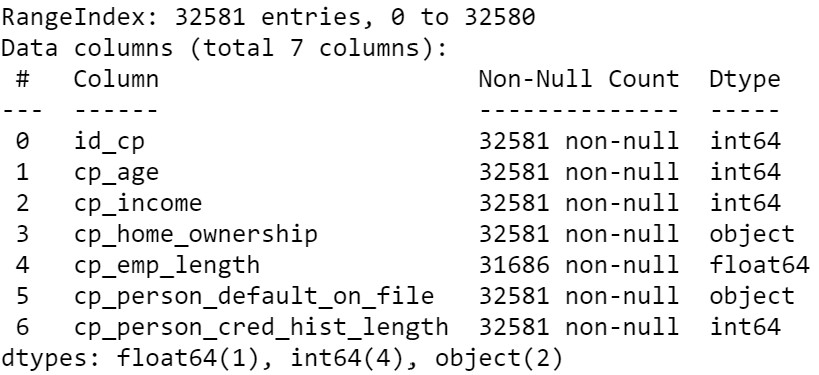 RangeIndex: 32581 entries, 0 to 32580
Data columns (total 7 columns):
 #   Column                      Non-Null Count  Dtype
---  ------                      --------------  -----
 0   id_cp                       32581 non-null  int64
 1   cp_age                      32581 non-null  int64
 2   cp_income                   32581 non-null  int64
 3   cp_home_ownership           32581 non-null  object
 4   cp_emp_length               31686 non-null  float64
 5   cp_person_default_on_file   32581 non-null  object
 6   cp_person_cred_hist_length  32581 non-null  int64
dtypes: float64(1), int64(4), object(2)